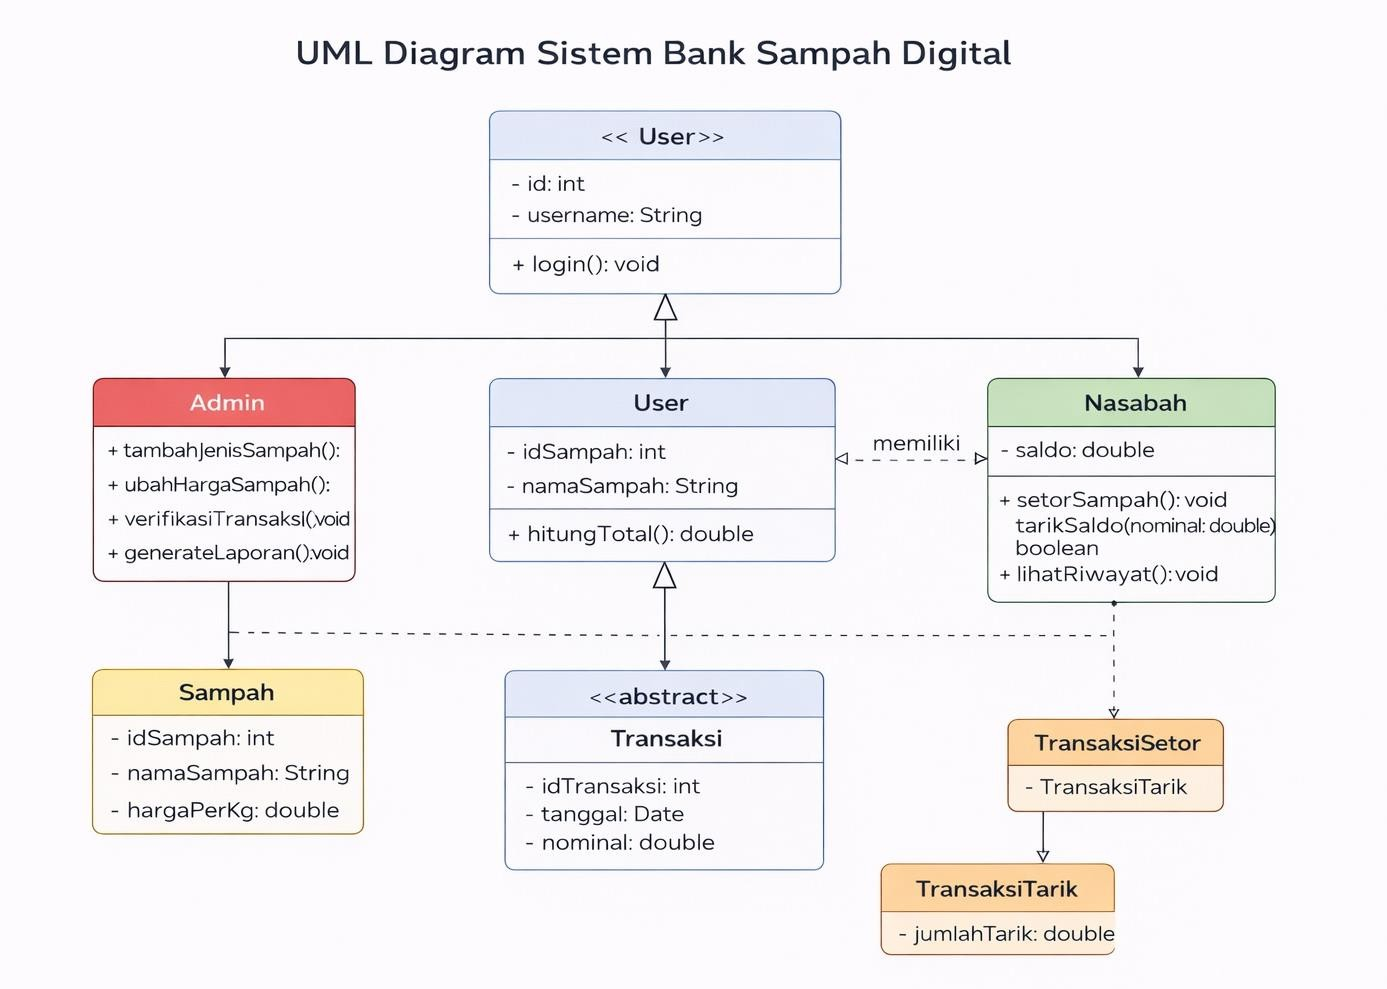 UML Diagram Sistem Bank Sampah Digital
<< User>>
- id: int
- username: String
+ login(): void
Admin
+ tambahJenisSampah():
+ ubahHargaSampah():
+ verifikasiTransaksI(.void
+ generateLaporan().void
User
- idSampah: int
- namaSampah: String
+ hitungTotal(): double
memiliki
Nasabah
- saldo: double
+ setorSampah(): void
tarikSaldo(nominal: double)
boolean
+ lihatRiwayat(): void
Sampah
- idSampah: int
- namaSampah: String
- hargaPerKg: double
<<abstract>>
Transaksi
- idTransaksi: int
- tanggal: Date
- nominal: double
TransaksiSetor
- TransaksiTarik
TransaksiTarik
- jumlahTarik: double